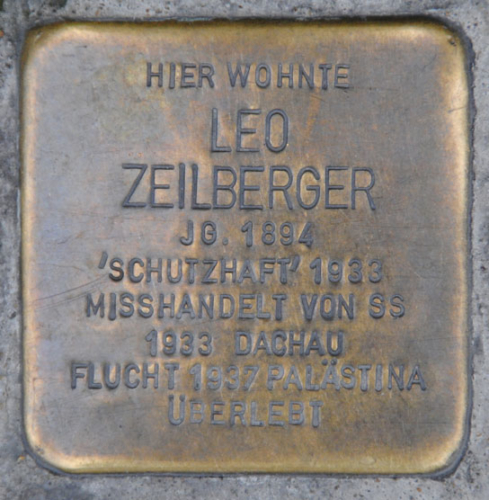 HIER WOHNTE
LEO
ZEILBERGER
JG. 1894
'SCHUTZHAFT' 1933
MISSHANDELT VON SS
1933 DACHAU
FLUCHT 1937 PALÄSTINA
ÜBERLEBT